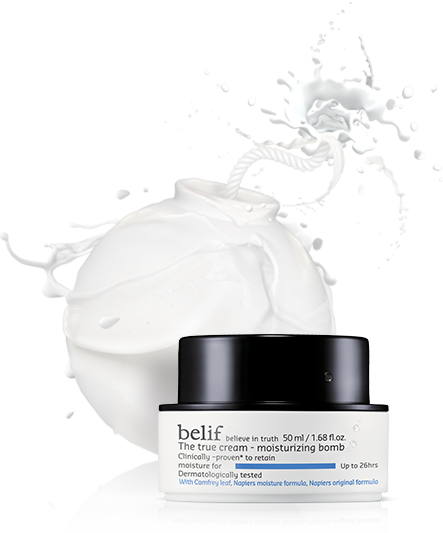 belif believe in truth 50 ml / 1.68 fl.oz.
The true cream - moisturizing bomb
Clinically -proven* to retain
moisture for Up to 26hrs
Dermatologically tested
With Comfrey leaf, Napiers moisture formula, Napiers original formula